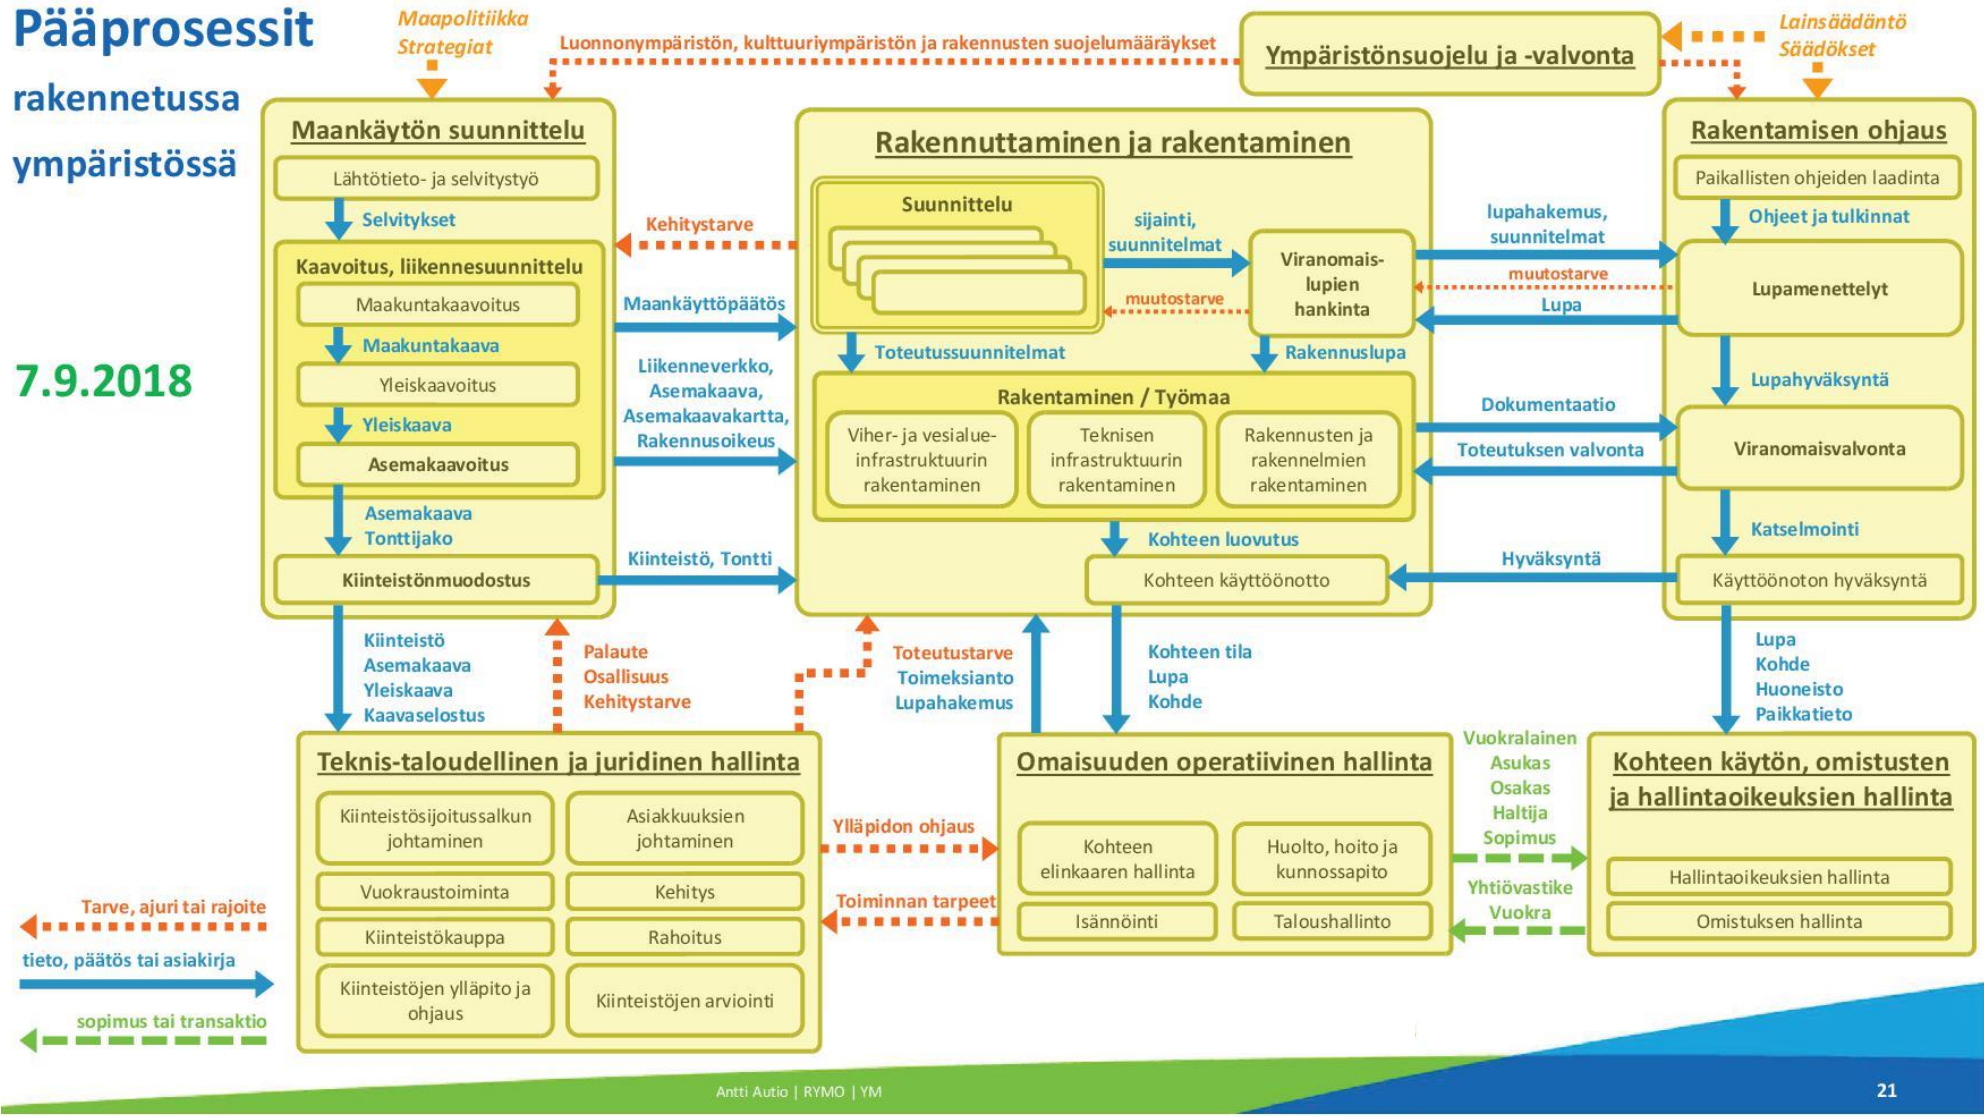 Pääprosessit
rakennetussa
ympäristössä
7.9.2018
Maapolitiikka
Strategiat
Luonnonympäristön, kulttuuriympäristön ja rakennusten suojelumääräykset
Ympäristönsuojelu ja -valvonta
Lainsäädäntö
Säädökset
Maankäytön suunnittelu
Lähtötieto- ja selvitystyö
Selvitykset
Kaavoitus, liikennesuunnittelu
Maakuntakaavoitus
Maakuntakaava
Yleiskaavoitus
Yleiskaava
Asemakaavoitus
Asemakaava
Tonttijako
Kiinteistönmuodostus
Kehitystarve
Maankäyttöpäätös
Liikenneverkko,
Asemakaava,
Asemakaavakartta,
Rakennusoikeus
Kiinteistö, Tontti
Rakennuttaminen ja rakentaminen
Suunnittelu
sijainti,
suunnitelmat
muutostarve
Viranomais-
lupien
hankinta
Toteutussuunnitelmat
Rakennuslupa
Rakentaminen / Työmaa
Viher- ja vesialue-
infrastruktuurin
rakentaminen
Teknisen
infrastruktuurin
rakentaminen
Rakennusten ja
rakennelmien
rakentaminen
Kohteen luovutus
Kohteen käyttöönotto
lupahakemus,
suunnitelmat
muutostarve
Lupa
Dokumentaatio
Toteutuksen valvonta
Hyväksyntä
Rakentamisen ohjaus
Paikallisten ohjeiden laadinta
Ohjeet ja tulkinnat
Lupamenettelyt
Lupahyväksyntä
Viranomaisvalvonta
Katselmointi
Käyttöönoton hyväksyntä
Kiinteistö
Asemakaava
Yleiskaava
Kaavaselostus
Palaute
Osallisuus
Kehitystarve
Toteutustarve
Toimeksianto
Lupahakemus
Kohteen tila
Lupa
Kohde
Lupa
Kohde
Huoneisto
Paikkatieto
Teknis-taloudellinen ja juridinen hallinta
Kiinteistösijoitussalkun
johtaminen
Asiakkuuksien
johtaminen
Vuokraustoiminta
Kehitys
Kiinteistökauppa
Rahoitus
Kiinteistöjen ylläpito ja
ohjaus
Kiinteistöjen arviointi
Ylläpidon ohjaus
Toiminnan tarpeet
Omaisuuden operatiivinen hallinta
Kohteen
elinkaaren hallinta
Huolto, hoito ja
kunnossapito
Isännöinti
Taloushallinto
Vuokralainen
Asukas
Osakas
Haltija
Sopimus
Yhtiövastike
Vuokra
Kohteen käytön, omistusten
ja hallintaoikeuksien hallinta
Hallintaoikeuksien hallinta
Omistuksen hallinta
Tarve, ajuri tai rajoite
tieto, päätös tai asiakirja
sopimus tai transaktio
Antti Autio | RYMO | YM
21